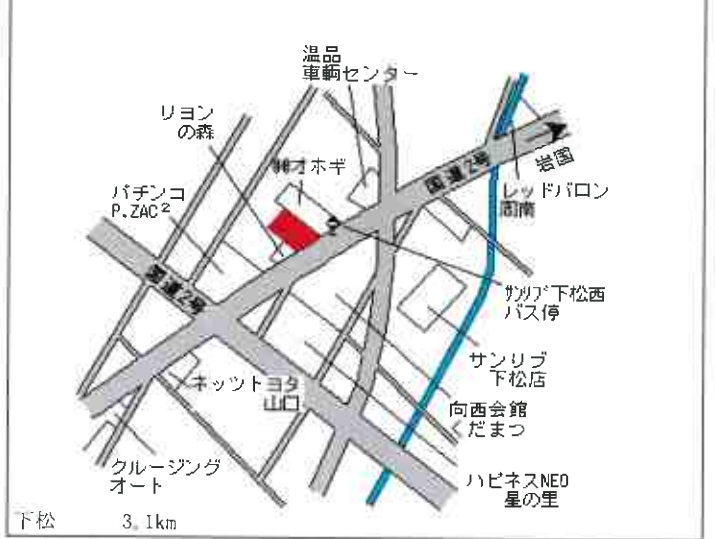 温品
車輌センター
リヨン
の森
㈱オホギ
パチンコ
P.ZAC²
国道2号
岩国
レッドバロン
周南
国道2号
サンリブ下松西
バス停
サンリブ
下松店
ネッツトヨタ
山口
向西会館
くだまつ
クルージング
オート
ハピネスNEO
星の里
下松 3.1km